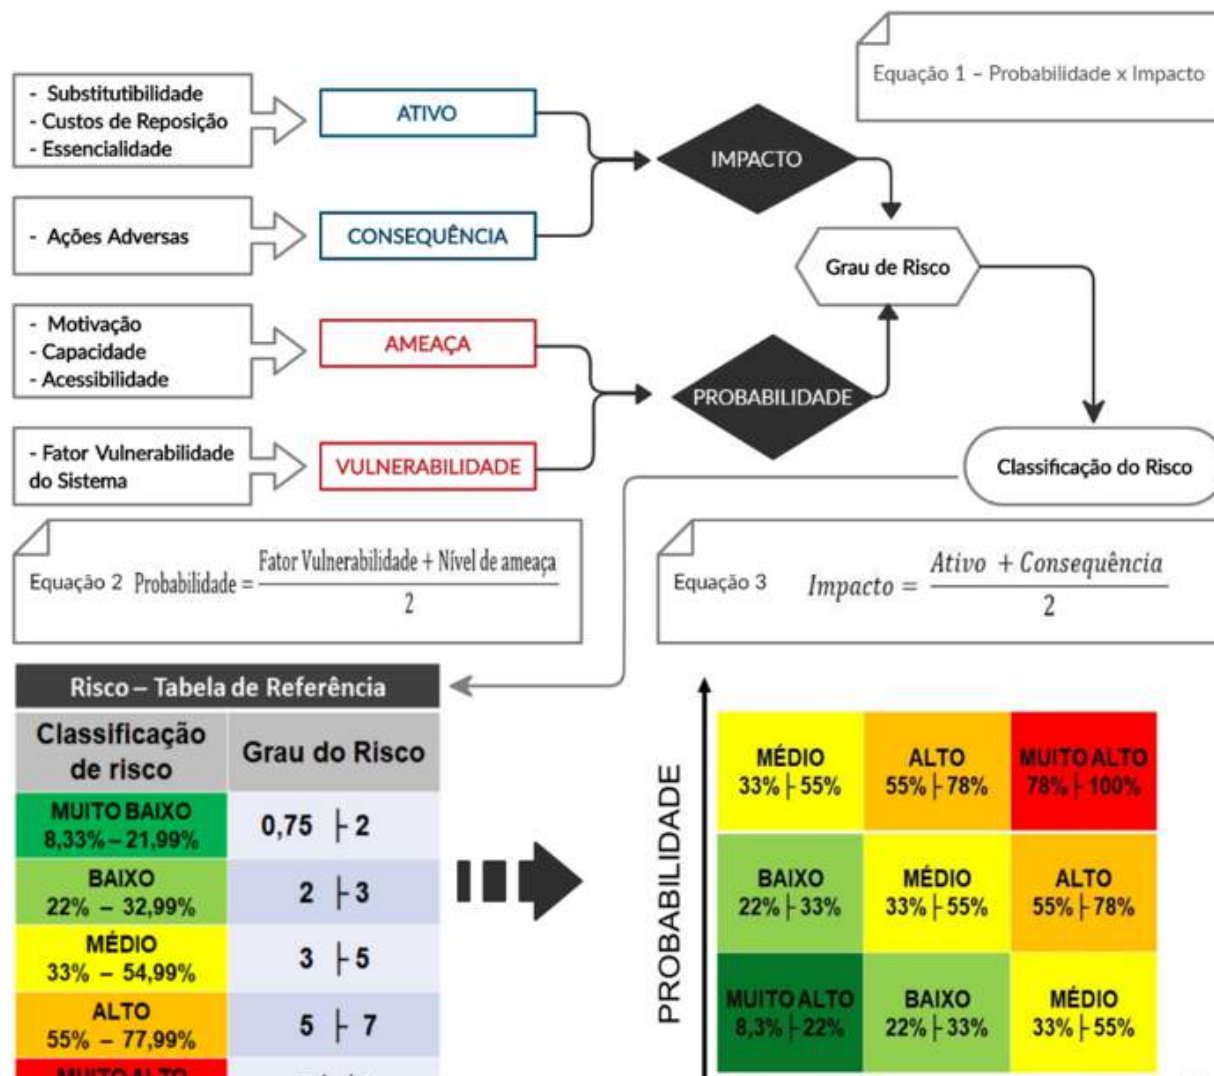 Equação 1 – Probabilidade x Impacto
- Substitutibilidade
- Custos de Reposição
- Essencialidade
ATIVO
IMPACTO
- Ações Adversas
CONSEQUÊNCIA
Grau de Risco
- Motivação
- Capacidade
- Acessibilidade
AMEAÇA
PROBABILIDADE
- Fator Vulnerabilidade
do Sistema
VULNERABILIDADE
Classificação do Risco
Equação 2 Probabilidade = (Fator Vulnerabilidade + Nível de ameaça) / 2
Equação 3 Impacto = (Ativo + Consequência) / 2
Risco – Tabela de Referência
Classificação
de risco
Grau do Risco
MUITO BAIXO
8,33% – 21,99%
0,75 ├ 2
BAIXO
22% – 32,99%
2 ├ 3
MÉDIO
33% – 54,99%
3 ├ 5
ALTO
55% – 77,99%
5 ├ 7
MUITO ALTO
PROBABILIDADE
MÉDIO
33% ├ 55%
ALTO
55% ├ 78%
MUITO ALTO
78% ├ 100%
BAIXO
22% ├ 33%
MÉDIO
33% ├ 55%
ALTO
55% ├ 78%
MUITO ALTO
8,3% ├ 22%
BAIXO
22% ├ 33%
MÉDIO
33% ├ 55%